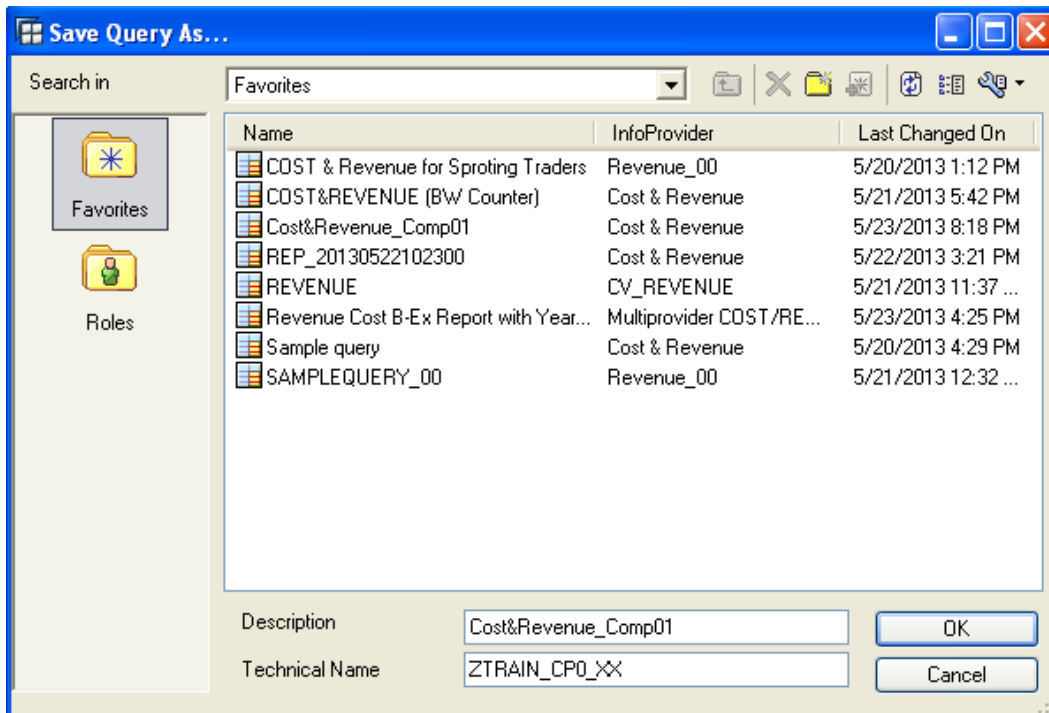 Save Query As...
Search in
Favorites
Favorites
Roles
Name InfoProvider Last Changed On
COST & Revenue for Sproting Traders Revenue_00 5/20/2013 1:12 PM
COST&REVENUE (BW Counter) Cost & Revenue 5/21/2013 5:42 PM
Cost&Revenue_Comp01 Cost & Revenue 5/23/2013 8:18 PM
REP_20130522102300 Cost & Revenue 5/22/2013 3:21 PM
REVENUE CV_REVENUE 5/21/2013 11:37 ...
Revenue Cost B-Ex Report with Year... Multiprovider COST/RE... 5/23/2013 4:25 PM
Sample query Cost & Revenue 5/20/2013 4:29 PM
SAMPLEQUERY_00 Revenue_00 5/21/2013 12:32 ...
Description Cost&Revenue_Comp01 OK
Technical Name ZTRAIN_CP0_XX Cancel